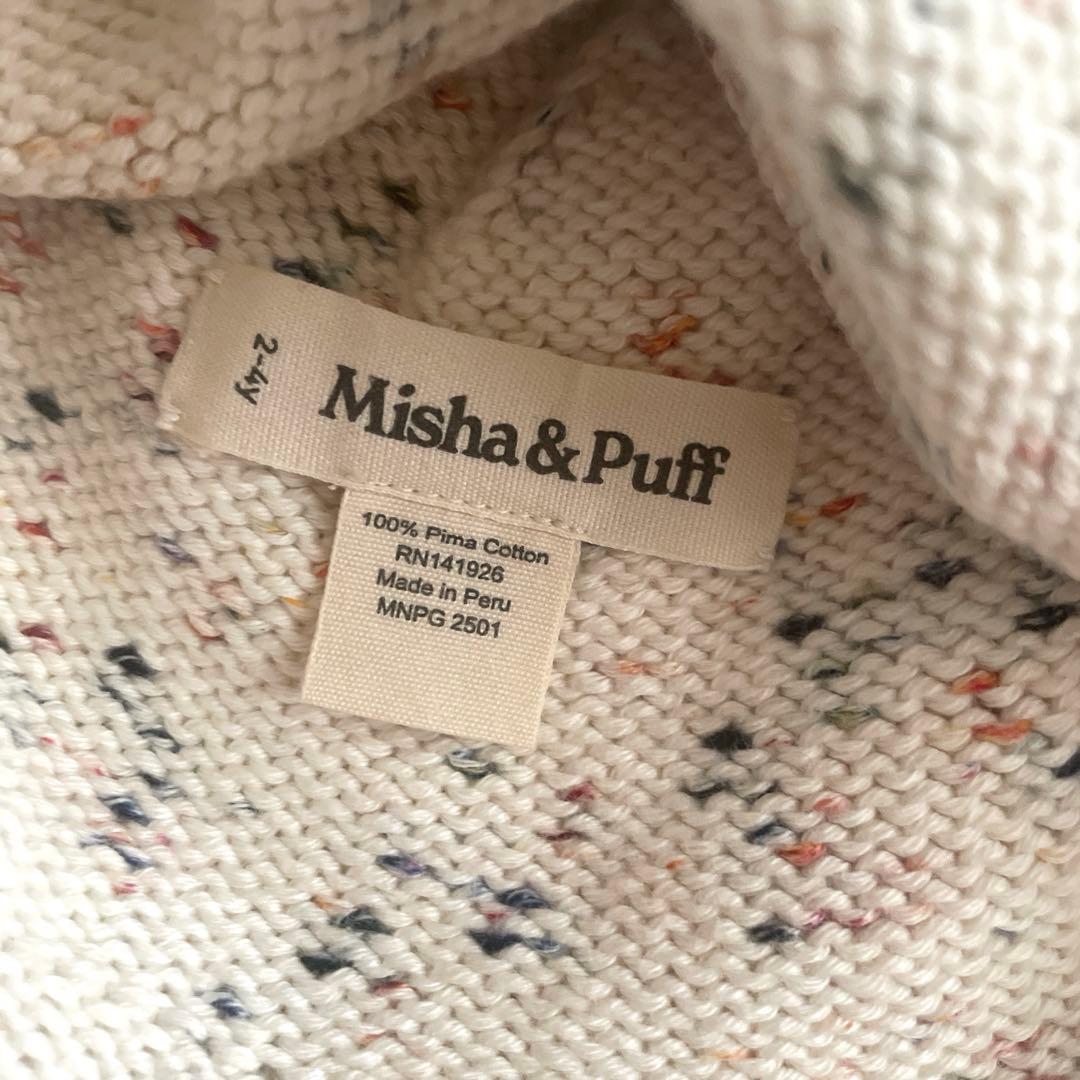 2-4y
Misha&Puff
100% Pima Cotton
RN141926
Made in Peru
MNPG 2501